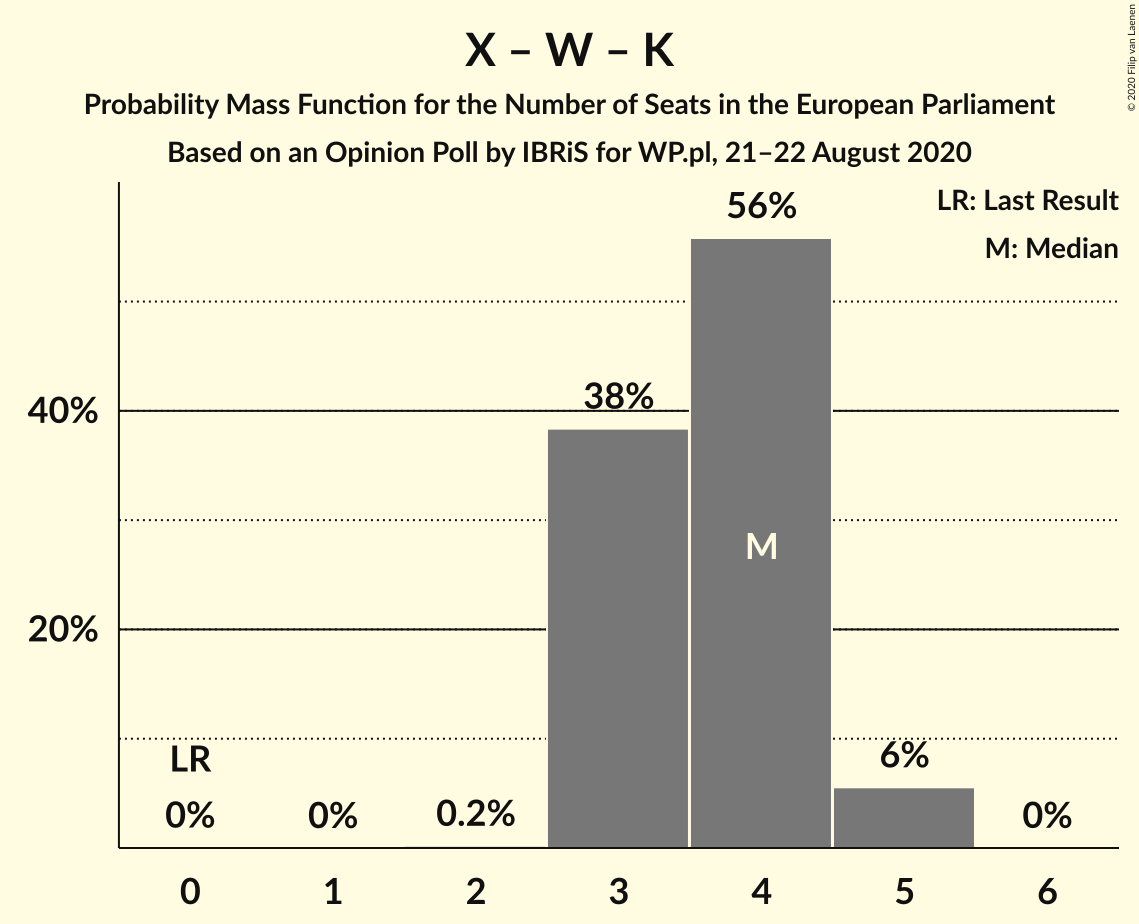 X – W – K
Probability Mass Function for the Number of Seats in the European Parliament
Based on an Opinion Poll by IBRiS for WP.pl, 21–22 August 2020
© 2020 Filip van Laenen
LR: Last Result
M: Median
56%
38%
40%
M
20%
LR
6%
0%
0%
0.2%
0%
0
1
2
3
4
5
6